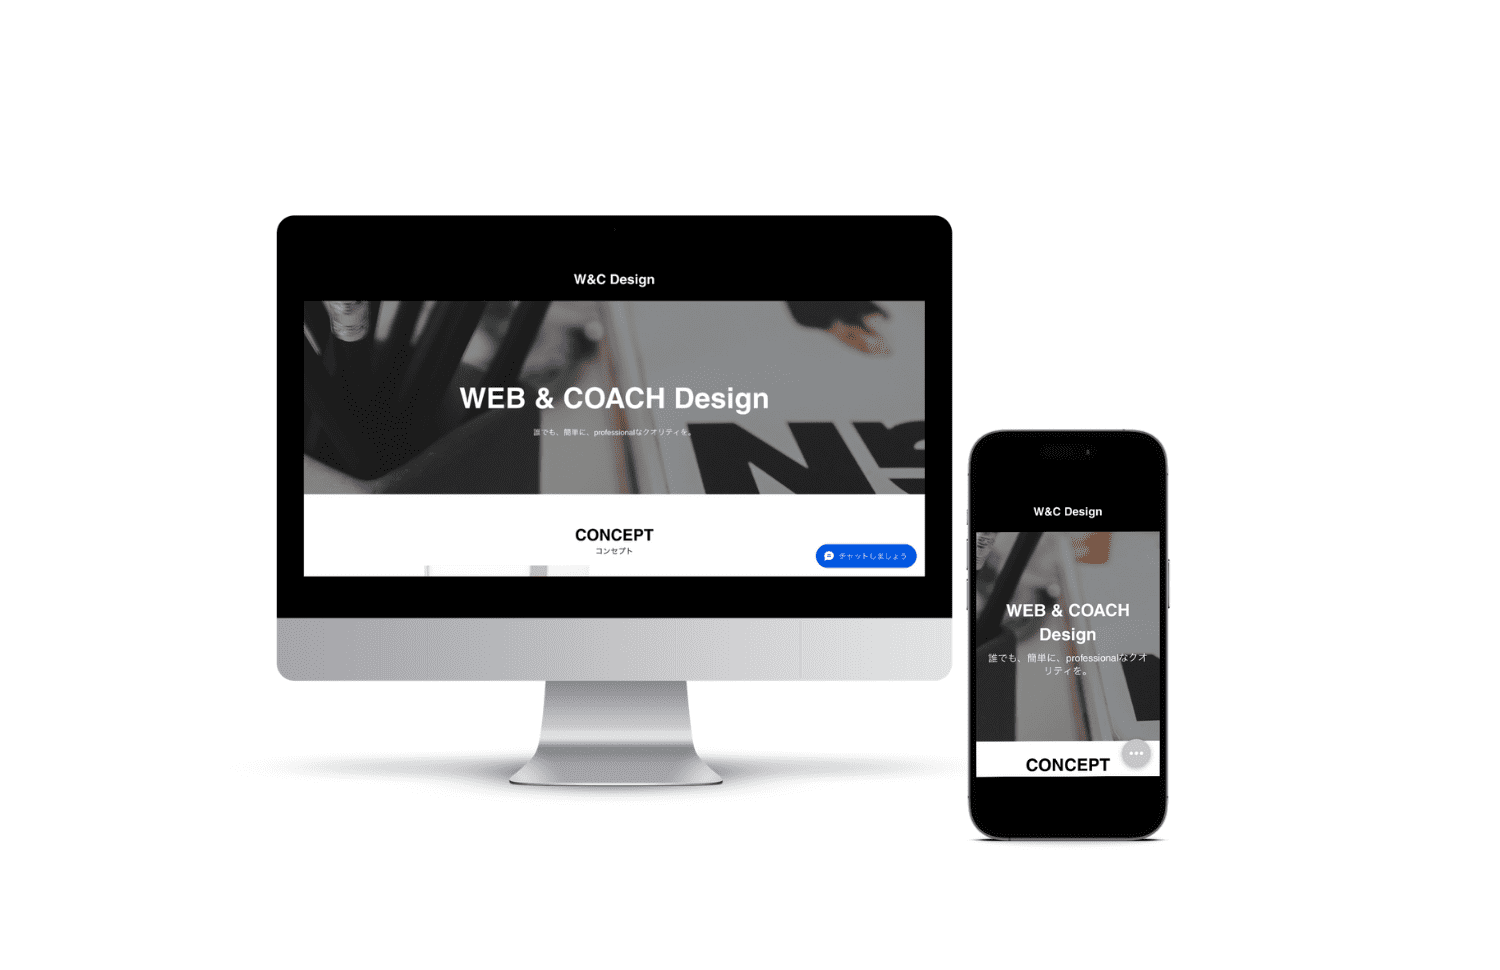 W&C Design
WEB & COACH Design
誰でも、簡単に、professionalなクオリティを。
CONCEPT
コンセプト
チャットしましょう
W&C Design
WEB & COACH
Design
誰でも、簡単に、professionalなクオ
リティを。
CONCEPT